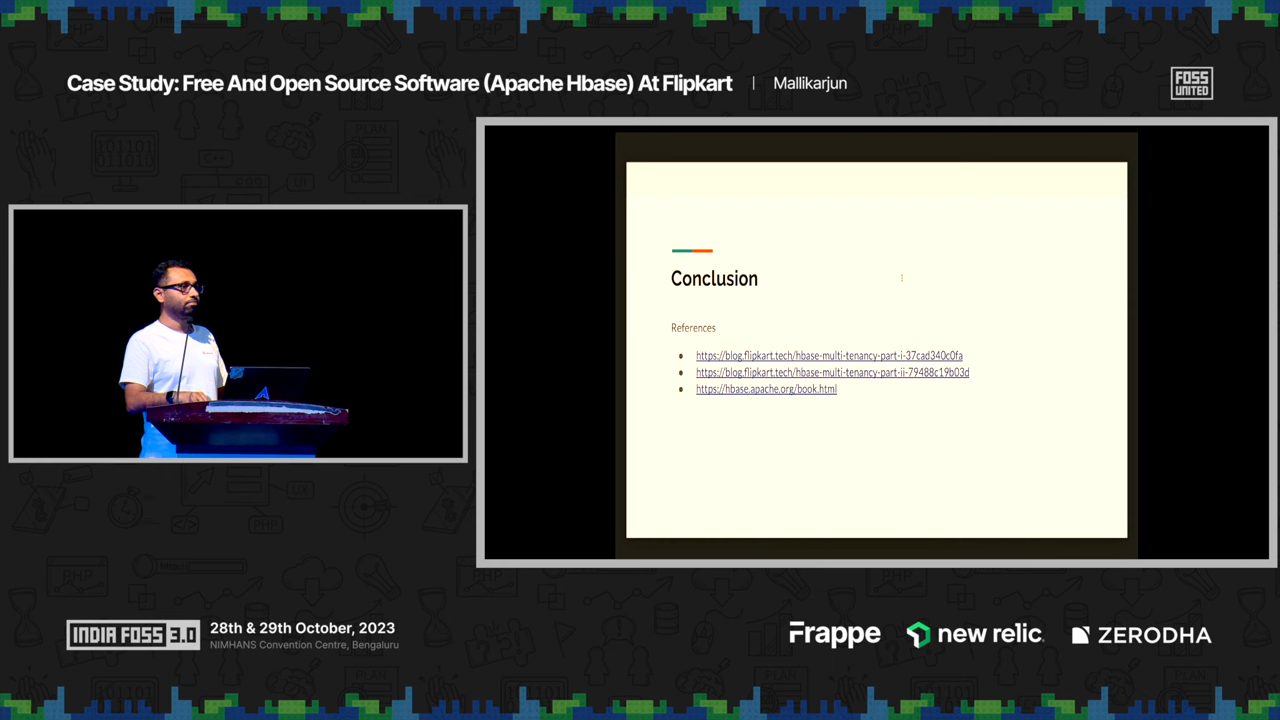 Case Study: Free And Open Source Software (Apache Hbase) At Flipkart | Mallikarjun
FOSS
UNITED
Conclusion
References
• https://blog.flipkart.tech/hbase-multi-tenancy-part-i-37cad340c0fa
• https://blog.flipkart.tech/hbase-multi-tenancy-part-ii-79488c19b03d
• https://hbase.apache.org/book.html
INDIA FOSS 3.0
28th & 29th October, 2023
NIMHANS Convention Centre, Bengaluru
Frappe
new relic
ZERODHA